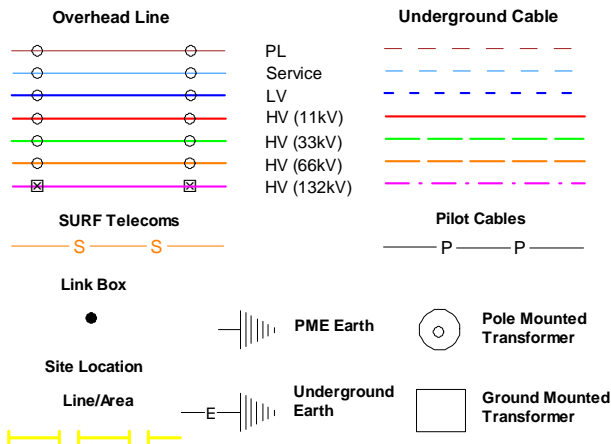 Overhead Line
Underground Cable
PL
Service
LV
HV (11kV)
HV (33kV)
HV (66kV)
HV (132kV)
SURF Telecoms
Pilot Cables
S S
P P
Link Box
PME Earth
Pole Mounted
Transformer
Site Location
Line/Area
E
Underground
Earth
Ground Mounted
Transformer